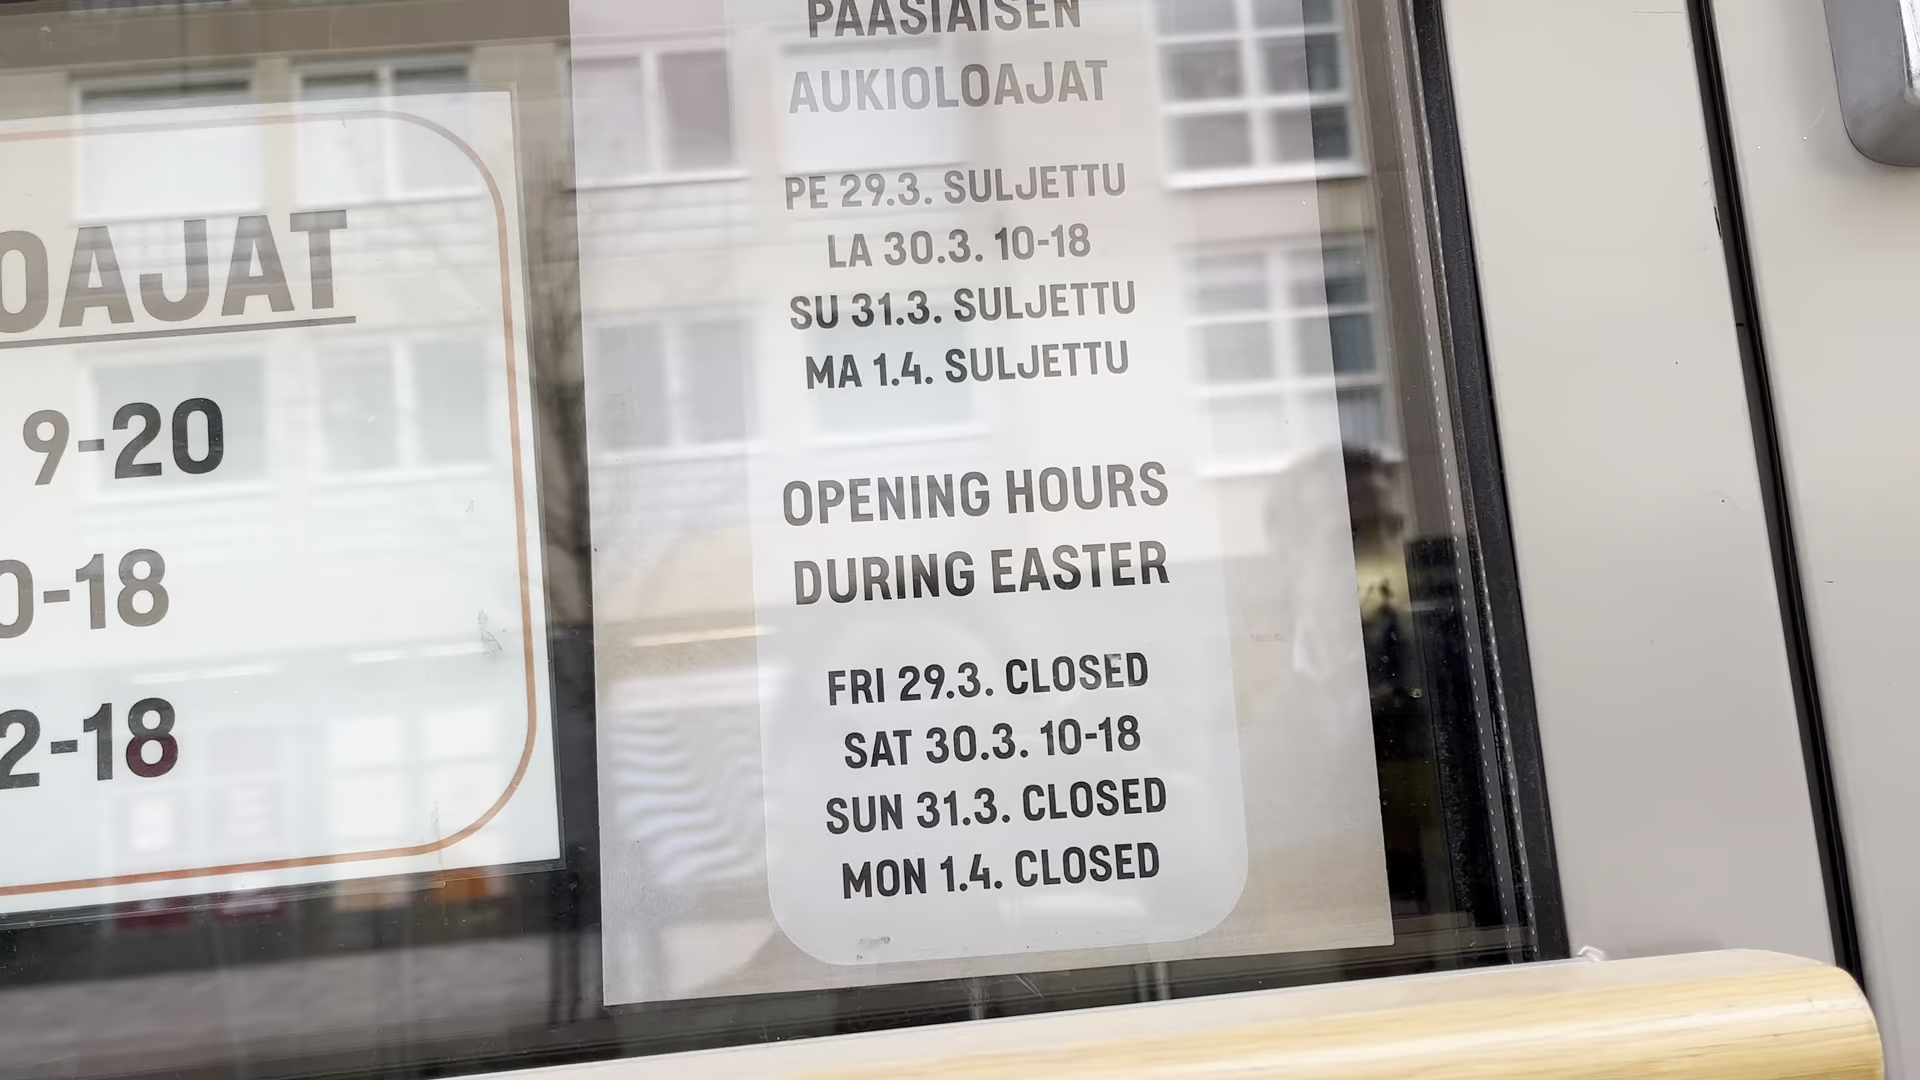 OAJAT
9-20
0-18
2-18
PÄÄSIÄISEN
AUKIOLOAJAT
PE 29.3. SULJETTU
LA 30.3. 10-18
SU 31.3. SULJETTU
MA 1.4. SULJETTU
OPENING HOURS
DURING EASTER
FRI 29.3. CLOSED
SAT 30.3. 10-18
SUN 31.3. CLOSED
MON 1.4. CLOSED